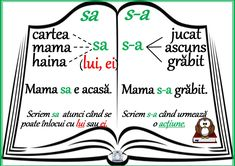 sa
cartea
mama sa
haina (lui, ei)
Mama sa e acasă.
Scriem sa atunci când se
poate înlocui cu lui sau ei.
s-a
jucat
s-a ascuns
grăbit
Mama s-a grăbit.
Scriem s-a când urmează
o acțiune.